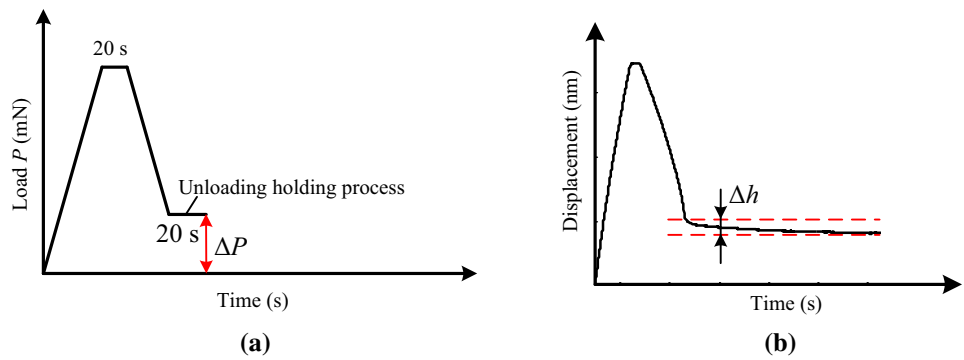 20 s
Load P (mN)
Unloading holding process
20 s
ΔP
Time (s)
(a)
Displacement (nm)
Δh
Time (s)
(b)